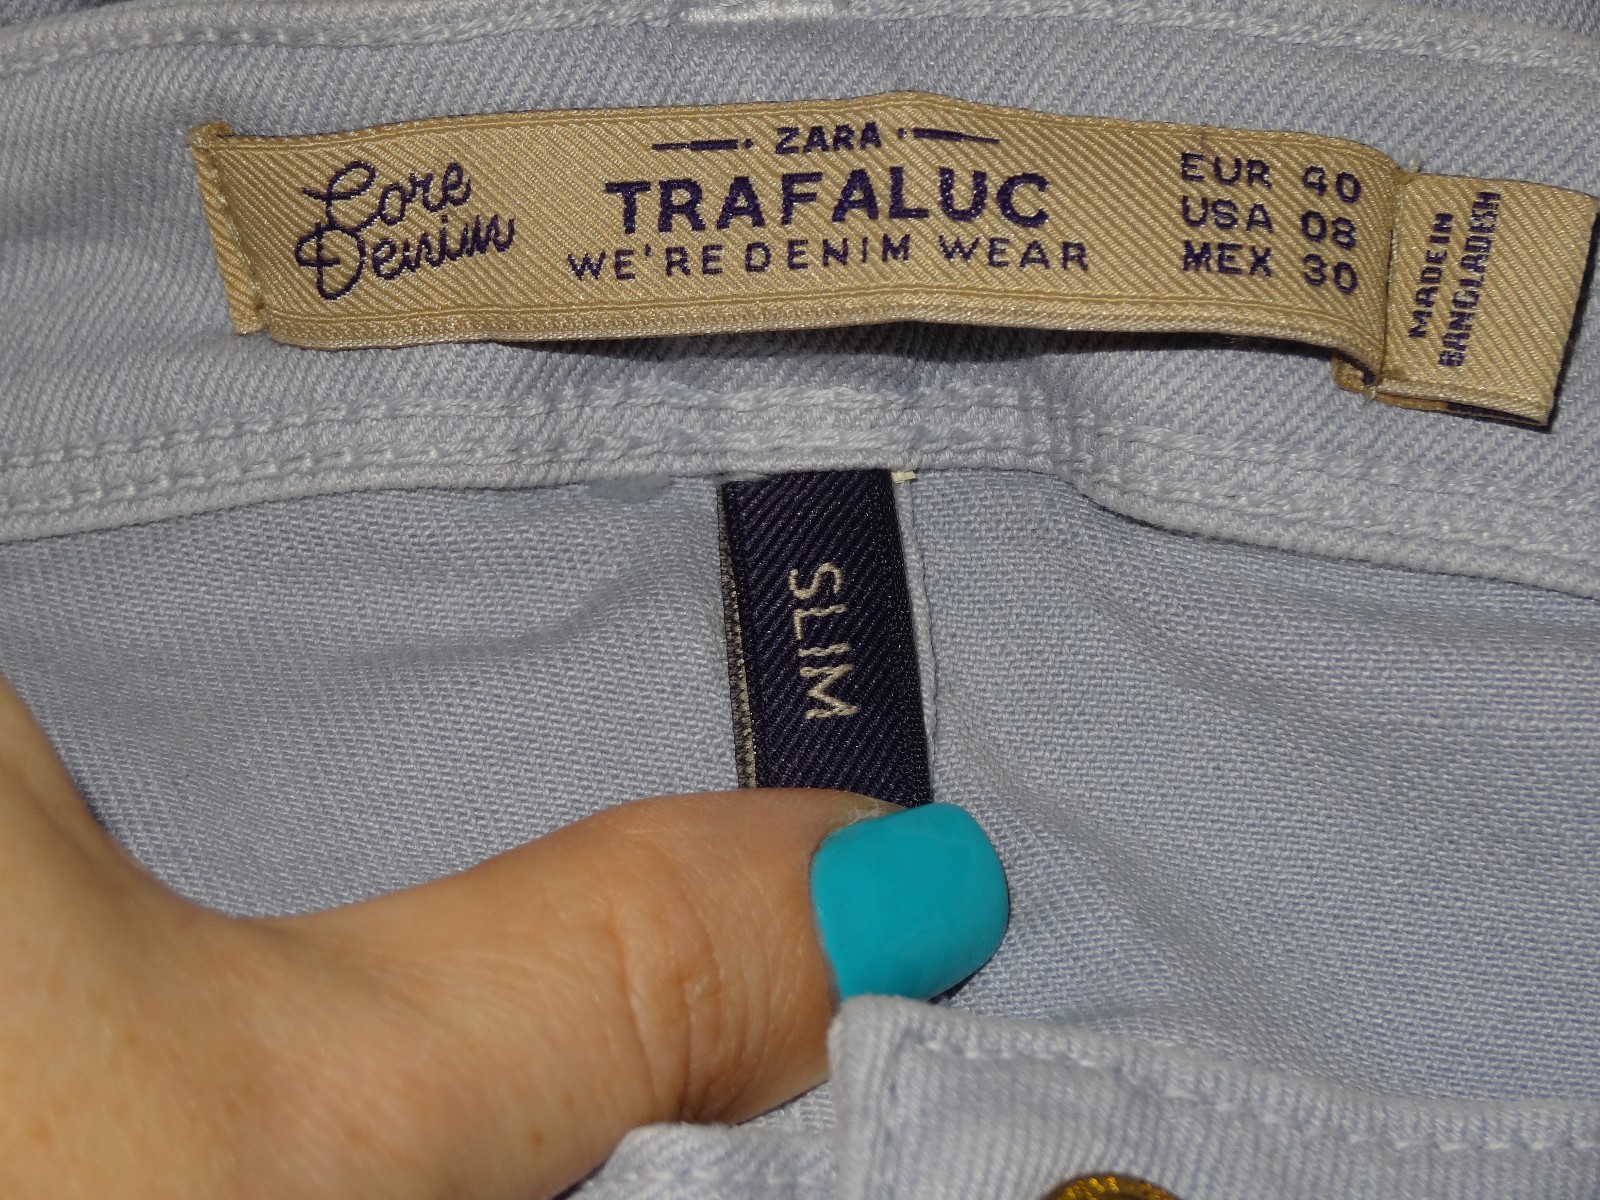 Core
Denim
ZARA
TRAFALUC
WE'RE DENIM WEAR
EUR 40
USA 08
MEX 30
MADE IN
BANGLADESH
SLIM